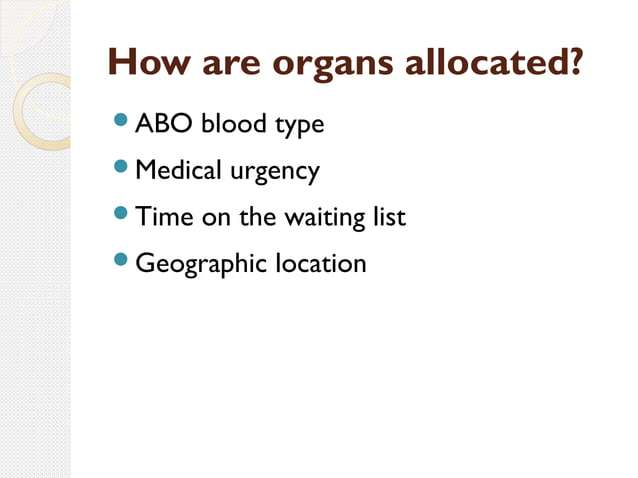 How are organs allocated?
ABO blood type
Medical urgency
Time on the waiting list
Geographic location